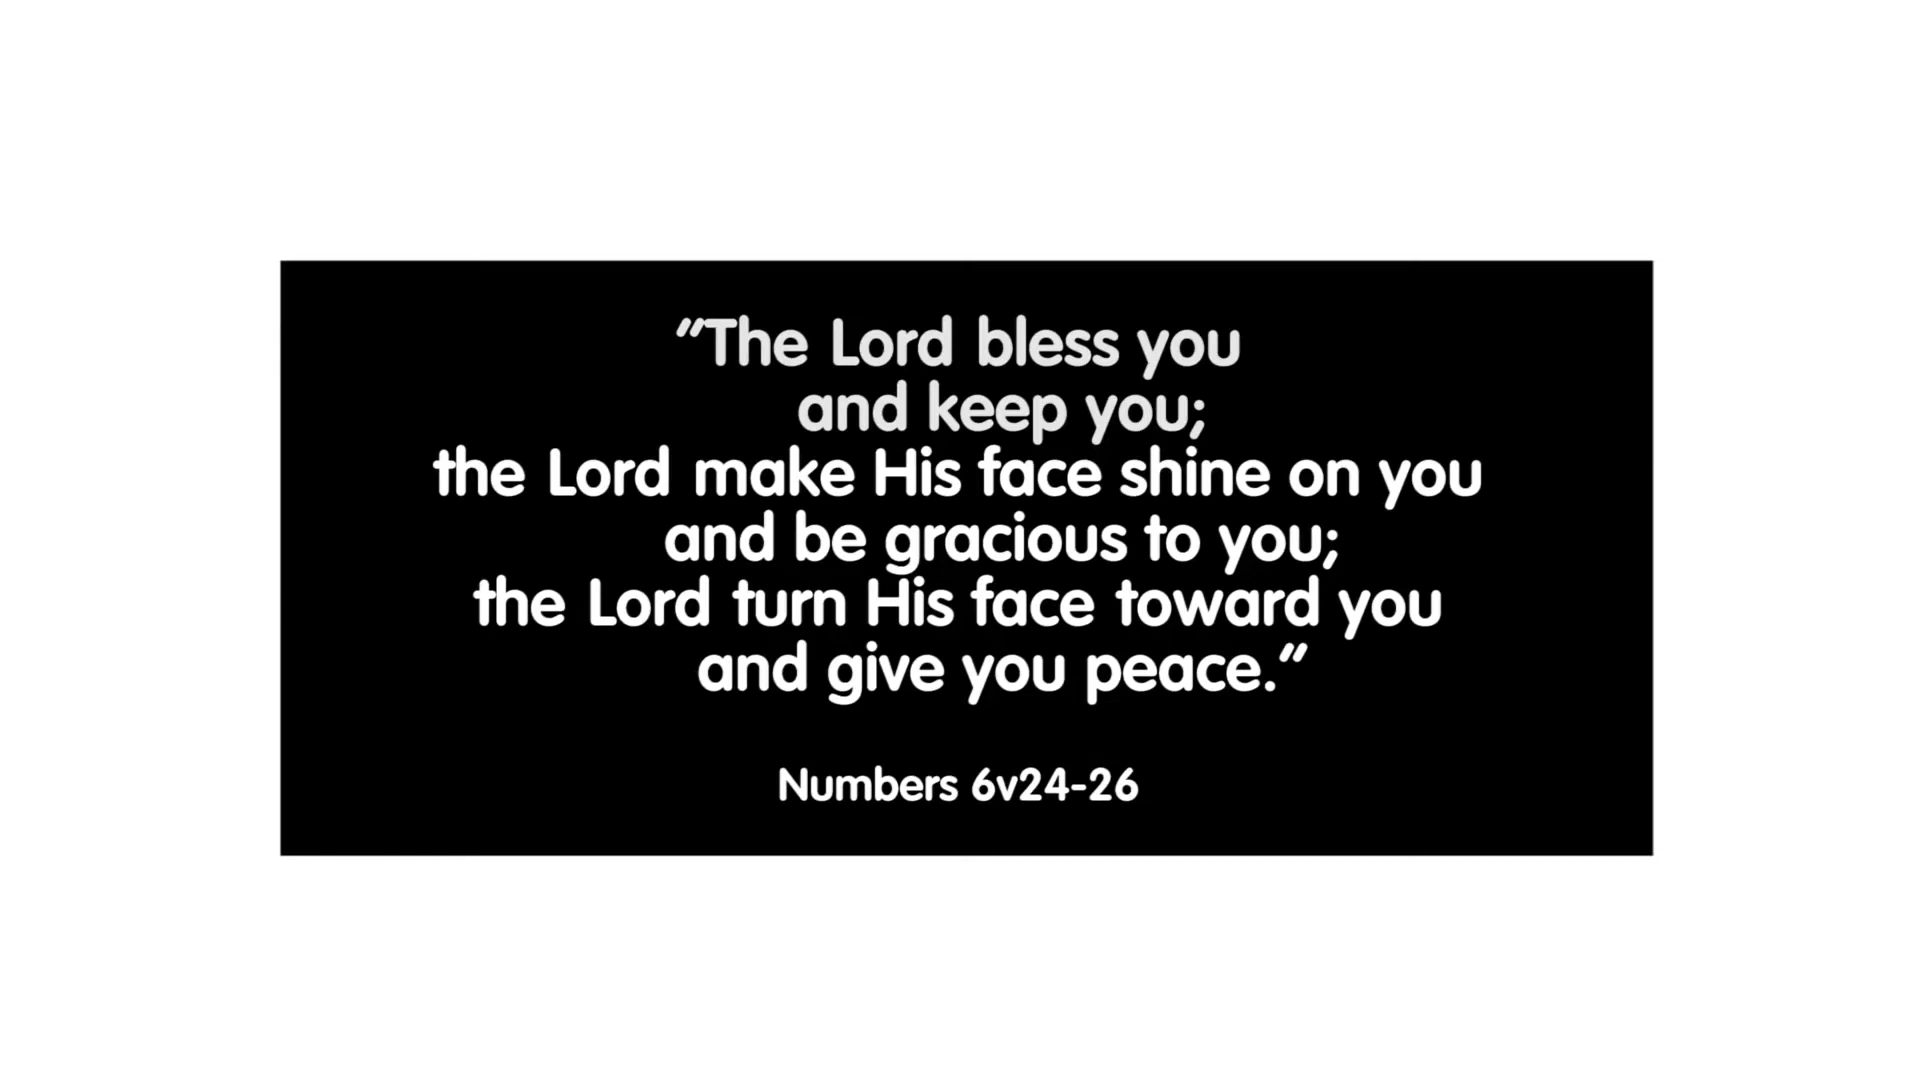 “The Lord bless you
and keep you;
the Lord make His face shine on you
and be gracious to you;
the Lord turn His face toward you
and give you peace.”
Numbers 6v24-26